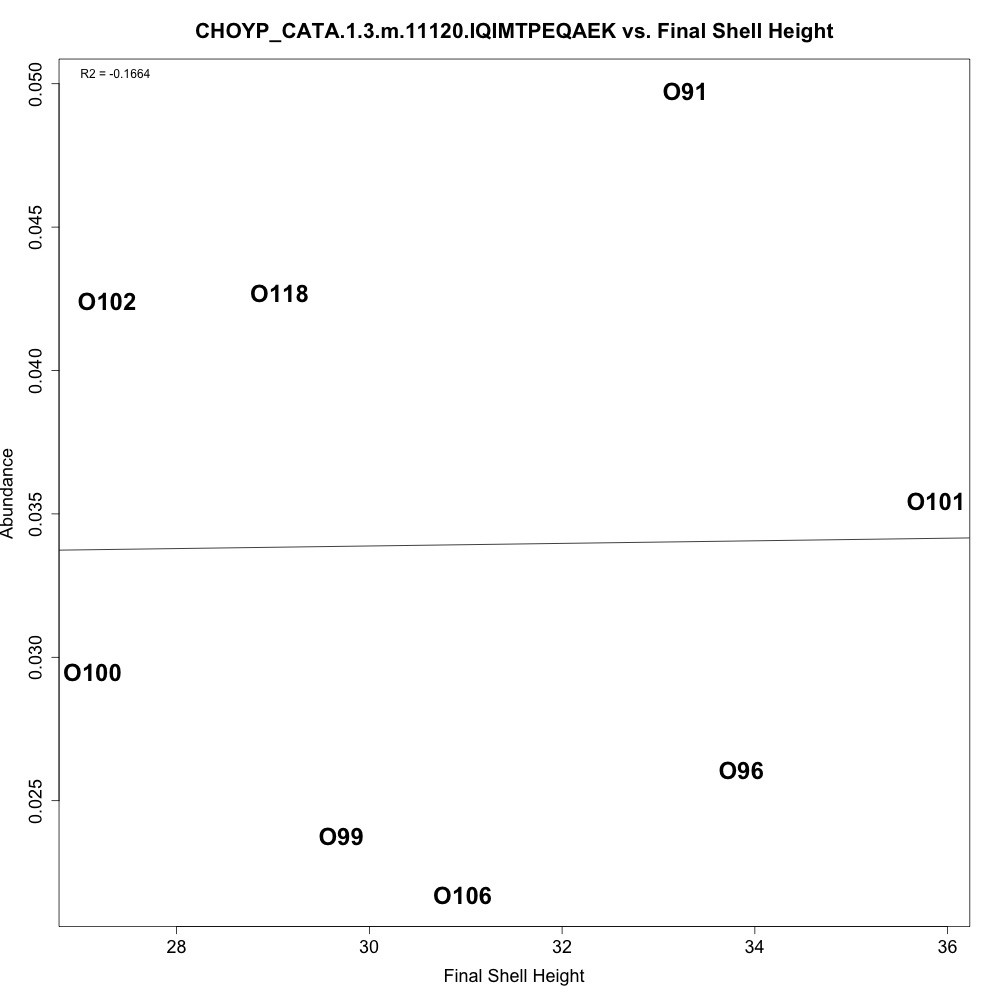 CHOYP_CATA.1.3.m.11120.IQIMTPEQAEK vs. Final Shell Height
R2 = -0.1664
0.050
O91
0.045
O118
O102
0.040
Abundance
0.035
O101
0.030
O100
O96
0.025
O99
O106
28 30 32 34 36
Final Shell Height